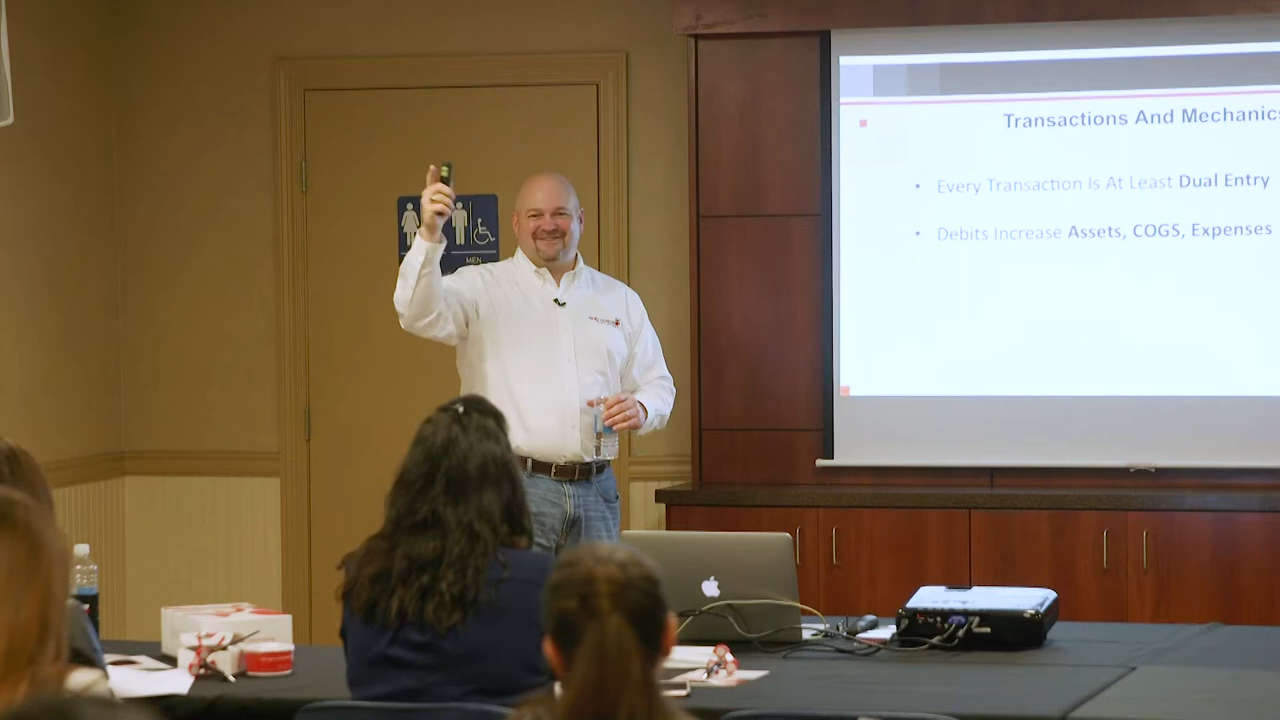 Transactions And Mechanics
• Every Transaction Is At Least Dual Entry
• Debits Increase Assets, COGS, Expenses
MEN